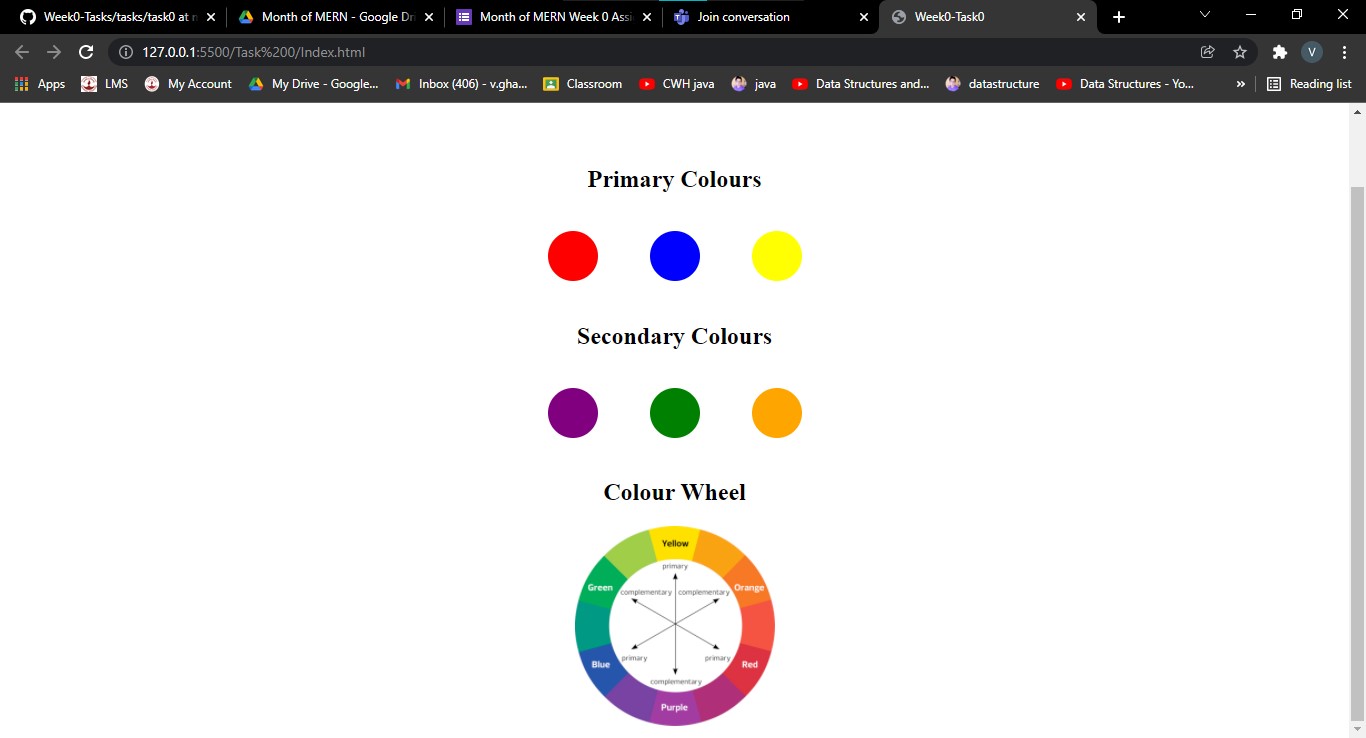 Week0-Tasks/tasks/task0 at n
Month of MERN - Google Dri
Month of MERN Week 0 Assi
Join conversation
Week0-Task0
127.0.0.1:5500/Task%200/Index.html
V
Apps
LMS
My Account
My Drive - Google...
Inbox (406) - v.gha...
Classroom
CWH java
java
Data Structures and...
datastructure
Data Structures - Yo...
»
Reading list
Primary Colours
Secondary Colours
Colour Wheel
Yellow
primary
Green
complementary
complementary
Orange
Blue
primary
primary
Red
complementary
Purple